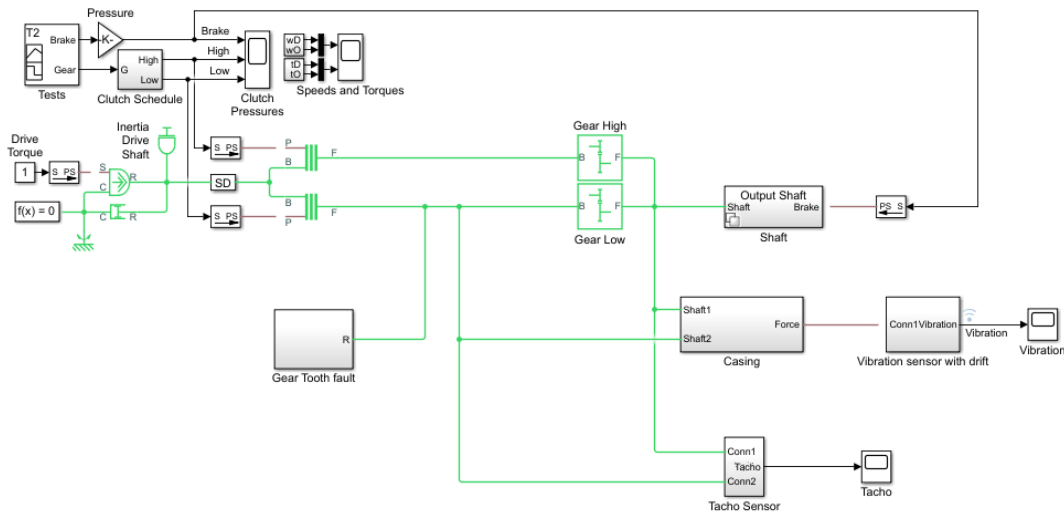 Pressure
T2
Brake
Gear
Tests
-K-
G
High
Low
Clutch Schedule
Brake
High
Low
Clutch
Pressures
wD
wO
tD
tO
Speeds and Torques
Inertia
Drive
Shaft
Drive
Torque
1
S PS
S
C
R
f(x) = 0
C
R
SD
S PS
P
B
F
S PS
B
P
F
Gear High
B
F
B
F
Gear Low
Output Shaft
Shaft
Brake
Shaft
PS S
R
Gear Tooth fault
Shaft1
Shaft2
Force
Casing
Conn1
Vibration
Vibration sensor with drift
Vibration
Vibration
Conn1
Tacho
Conn2
Tacho Sensor
Tacho